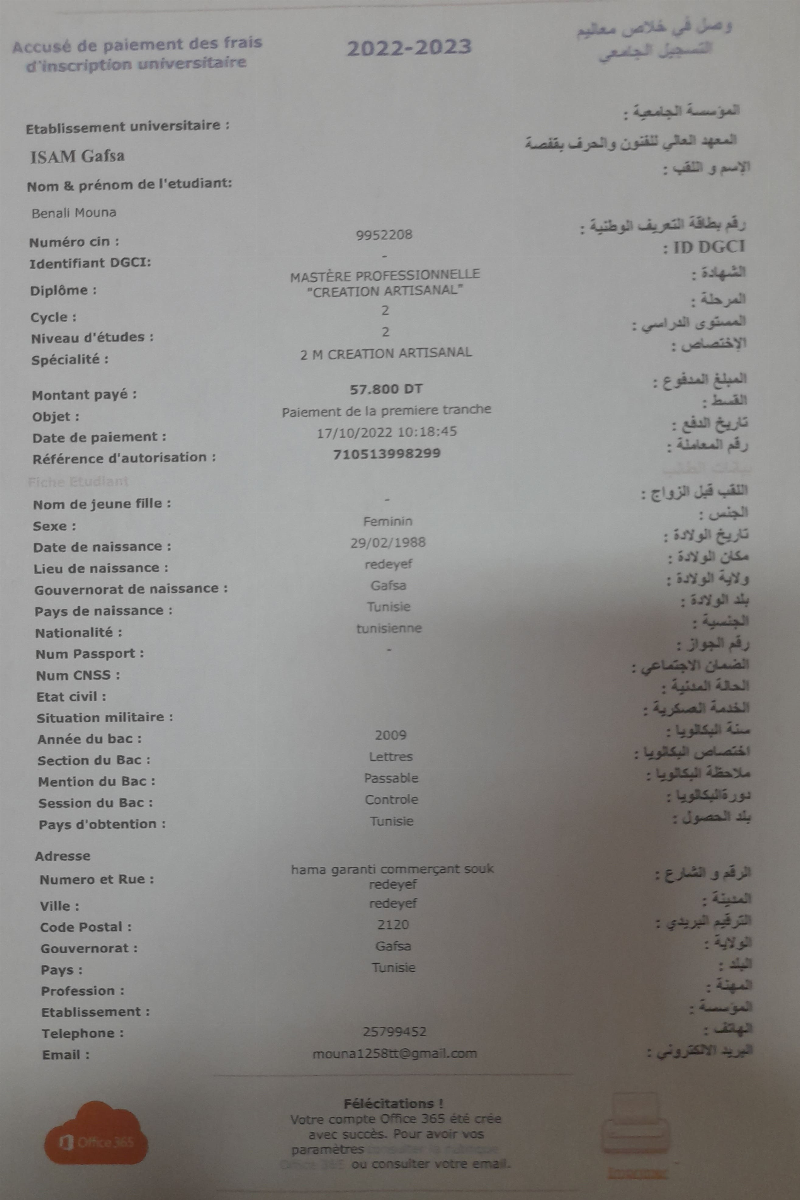 Accusé de paiement des frais
d'inscription universitaire
2022-2023
وصل في خلاص معاليم
التسجيل الجامعي
Etablissement universitaire :
المؤسسة الجامعية :
ISAM Gafsa
المعهد العالي للفنون والحرف بقفصة
Nom & prénom de l'etudiant:
الإسم و اللقب :
Benali Mouna
Numéro cin :
9952208
رقم بطاقة التعريف الوطنية :
Identifiant DGCI:
-
ID DGCI :
Diplôme :
MASTÈRE PROFESSIONNELLE
"CREATION ARTISANAL"
الشهادة :
Cycle :
2
المرحلة :
Niveau d'études :
2
المستوى الدراسي :
Spécialité :
2 M CREATION ARTISANAL
الإختصاص :
Montant payé :
57.800 DT
المبلغ المدفوع :
Objet :
Paiement de la premiere tranche
القسط :
Date de paiement :
17/10/2022 10:18:45
تاريخ الدفع :
Référence d'autorisation :
710513998299
رقم المعاملة :
Fiche Etudiant
بيانات الطالب
Nom de jeune fille :
-
اللقب قبل الزواج :
Sexe :
Feminin
الجنس :
Date de naissance :
29/02/1988
تاريخ الولادة :
Lieu de naissance :
redeyef
مكان الولادة :
Gouvernorat de naissance :
Gafsa
ولاية الولادة :
Pays de naissance :
Tunisie
بلد الولادة :
Nationalité :
tunisienne
الجنسية :
Num Passport :
-
رقم الجواز :
Num CNSS :
الضمان الاجتماعي :
Etat civil :
الحالة المدنية :
Situation militaire :
الخدمة العسكرية :
Année du bac :
2009
سنة البكالويا :
Section du Bac :
Lettres
اختصاص البكالويا :
Mention du Bac :
Passable
ملاحظة البكالويا :
Session du Bac :
Controle
دورةالبكالويا :
Pays d'obtention :
Tunisie
بلد الحصول :
Adresse
Numero et Rue :
hama garanti commerçant souk
redeyef
الرقم و الشارع :
Ville :
redeyef
المدينة :
Code Postal :
2120
الترقيم البريدي :
Gouvernorat :
Gafsa
الولاية :
Pays :
Tunisie
البلد :
Profession :
المهنة :
Etablissement :
المؤسسة :
Telephone :
25799452
الهاتف :
Email :
mouna1258tt@gmail.com
البريد الالكتروني :
Office 365
Félécitations !
Votre compte Office 365 été crée
avec succès. Pour avoir vos
paramètres consulter la rubrique
Office 365 ou consulter votre email.
Imprimer